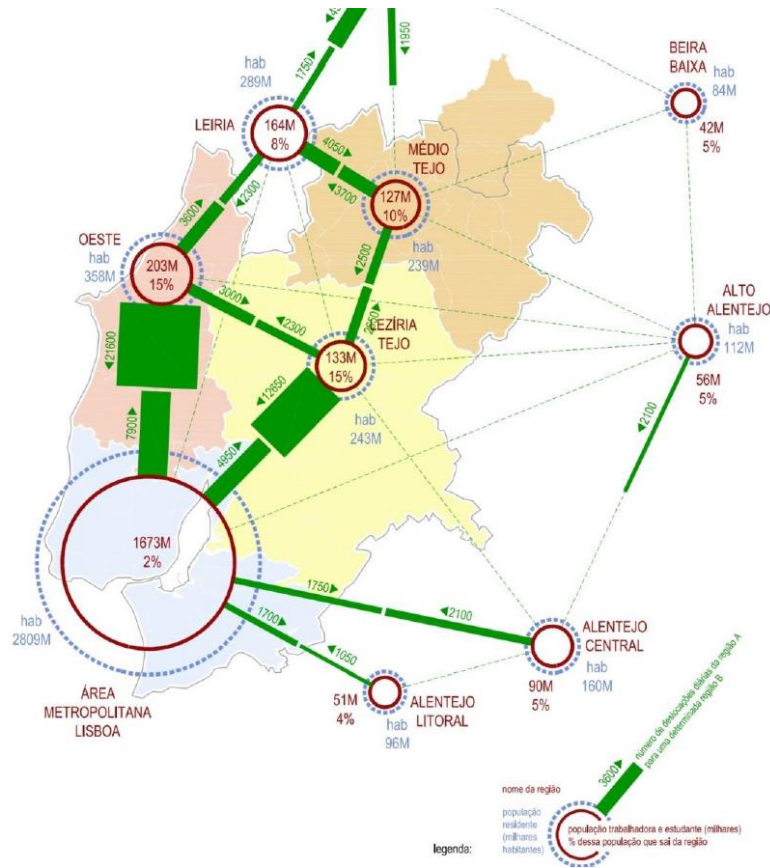 ◄1950
1750►
hab
289M
LEIRIA
164M
8%
BEIRA
BAIXA
hab
84M
42M
5%
4050►
◄3700
MÉDIO
TEJO
127M
10%
hab
239M
3600►
◄2300
OESTE
hab
358M
203M
15%
◄2500
3000►
◄2300
LEZÍRIA
TEJO
133M
15%
hab
243M
ALTO
ALENTEJO
hab
112M
56M
5%
◄21600
7900►
◄12650
4950►
◄2100
1673M
2%
hab
2809M
1750►
◄2100
1700►
◄1050
ÁREA
METROPOLITANA
LISBOA
51M
4%
ALENTEJO
LITORAL
hab
96M
ALENTEJO
CENTRAL
hab
160M
90M
5%
3600►
número de deslocações diárias da região A
para uma determinada região B
nome da região
população
residente
(milhares
habitantes)
população trabalhadora e estudante (milhares)
% dessa população que sai da região
legenda: